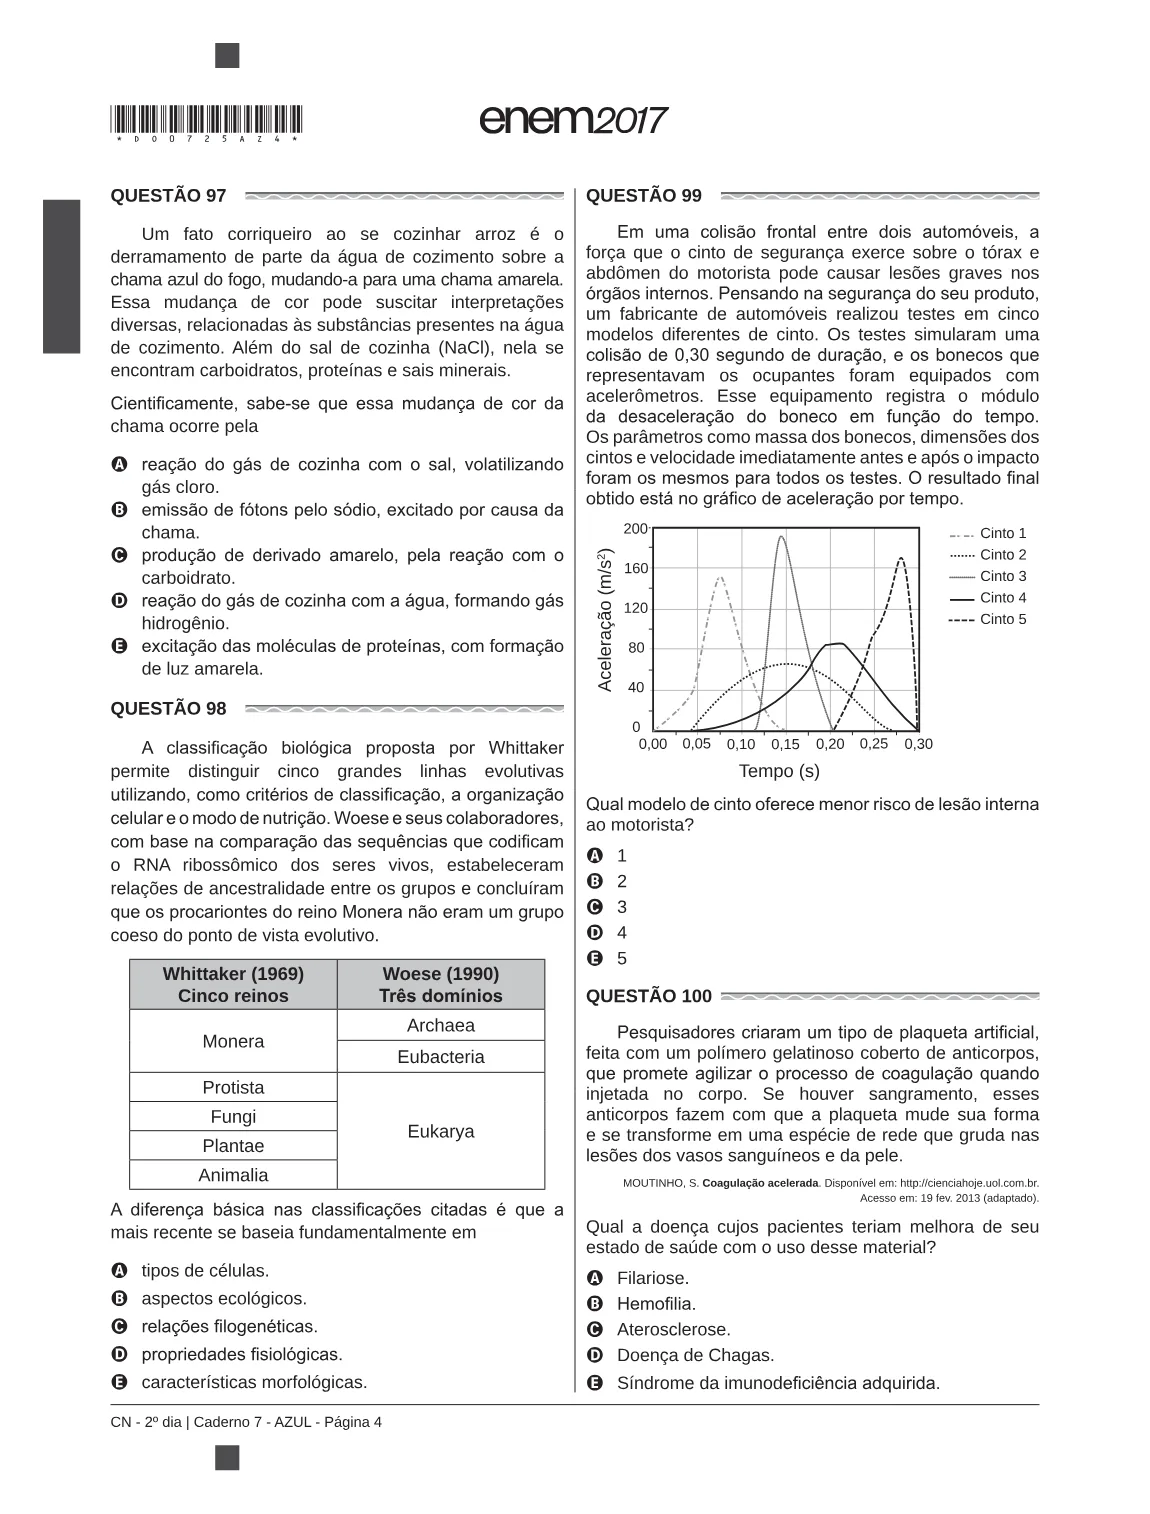 *D0725AZ4*
enem2017
QUESTÃO 97
Um fato corriqueiro ao se cozinhar arroz é o
derramamento de parte da água de cozimento sobre a
chama azul do fogo, mudando-a para uma chama amarela.
Essa mudança de cor pode suscitar interpretações
diversas, relacionadas às substâncias presentes na água
de cozimento. Além do sal de cozinha (NaCl), nela se
encontram carboidratos, proteínas e sais minerais.
Cientificamente, sabe-se que essa mudança de cor da
chama ocorre pela
A reação do gás de cozinha com o sal, volatilizando
gás cloro.
B emissão de fótons pelo sódio, excitado por causa da
chama.
C produção de derivado amarelo, pela reação com o
carboidrato.
D reação do gás de cozinha com a água, formando gás
hidrogênio.
E excitação das moléculas de proteínas, com formação
de luz amarela.
QUESTÃO 98
A classificação biológica proposta por Whittaker
permite distinguir cinco grandes linhas evolutivas
utilizando, como critérios de classificação, a organização
celular e o modo de nutrição. Woese e seus colaboradores,
com base na comparação das sequências que codificam
o RNA ribossômico dos seres vivos, estabeleceram
relações de ancestralidade entre os grupos e concluíram
que os procariontes do reino Monera não eram um grupo
coeso do ponto de vista evolutivo.
Whittaker (1969)
Cinco reinos
Woese (1990)
Três domínios
Monera
Archaea
Eubacteria
Protista
Fungi
Plantae
Animalia
Eukarya
A diferença básica nas classificações citadas é que a
mais recente se baseia fundamentalmente em
A tipos de células.
B aspectos ecológicos.
C relações filogenéticas.
D propriedades fisiológicas.
E características morfológicas.
QUESTÃO 99
Em uma colisão frontal entre dois automóveis, a
força que o cinto de segurança exerce sobre o tórax e
abdômen do motorista pode causar lesões graves nos
órgãos internos. Pensando na segurança do seu produto,
um fabricante de automóveis realizou testes em cinco
modelos diferentes de cinto. Os testes simularam uma
colisão de 0,30 segundo de duração, e os bonecos que
representavam os ocupantes foram equipados com
acelerômetros. Esse equipamento registra o módulo
da desaceleração do boneco em função do tempo.
Os parâmetros como massa dos bonecos, dimensões dos
cintos e velocidade imediatamente antes e após o impacto
foram os mesmos para todos os testes. O resultado final
obtido está no gráfico de aceleração por tempo.
Aceleração (m/s²)
200
160
120
80
40
0
0,00 0,05 0,10 0,15 0,20 0,25 0,30
Tempo (s)
Cinto 1
Cinto 2
Cinto 3
Cinto 4
Cinto 5
Qual modelo de cinto oferece menor risco de lesão interna
ao motorista?
A 1
B 2
C 3
D 4
E 5
QUESTÃO 100
Pesquisadores criaram um tipo de plaqueta artificial,
feita com um polímero gelatinoso coberto de anticorpos,
que promete agilizar o processo de coagulação quando
injetada no corpo. Se houver sangramento, esses
anticorpos fazem com que a plaqueta mude sua forma
e se transforme em uma espécie de rede que gruda nas
lesões dos vasos sanguíneos e da pele.
MOUTINHO, S. Coagulação acelerada. Disponível em: http://cienciahoje.uol.com.br.
Acesso em: 19 fev. 2013 (adaptado).
Qual a doença cujos pacientes teriam melhora de seu
estado de saúde com o uso desse material?
A Filariose.
B Hemofilia.
C Aterosclerose.
D Doença de Chagas.
E Síndrome da imunodeficiência adquirida.
CN - 2º dia | Caderno 7 - AZUL - Página 4